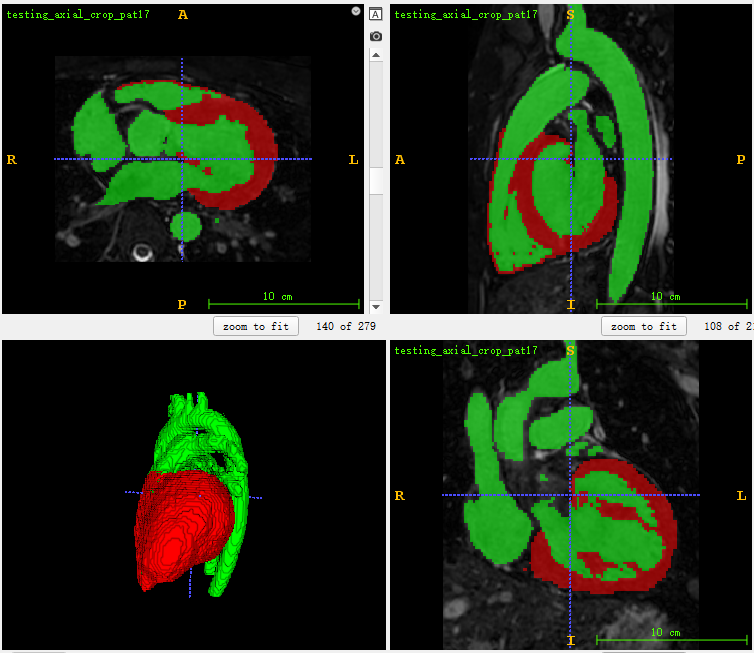 testing_axial_crop_pat17
A
A
R
L
P
10 cm
zoom to fit
140 of 279
testing_axial_crop_pat17
S
A
P
I
10 cm
zoom to fit
108 of 2
testing_axial_crop_pat17
S
R
L
I
10 cm